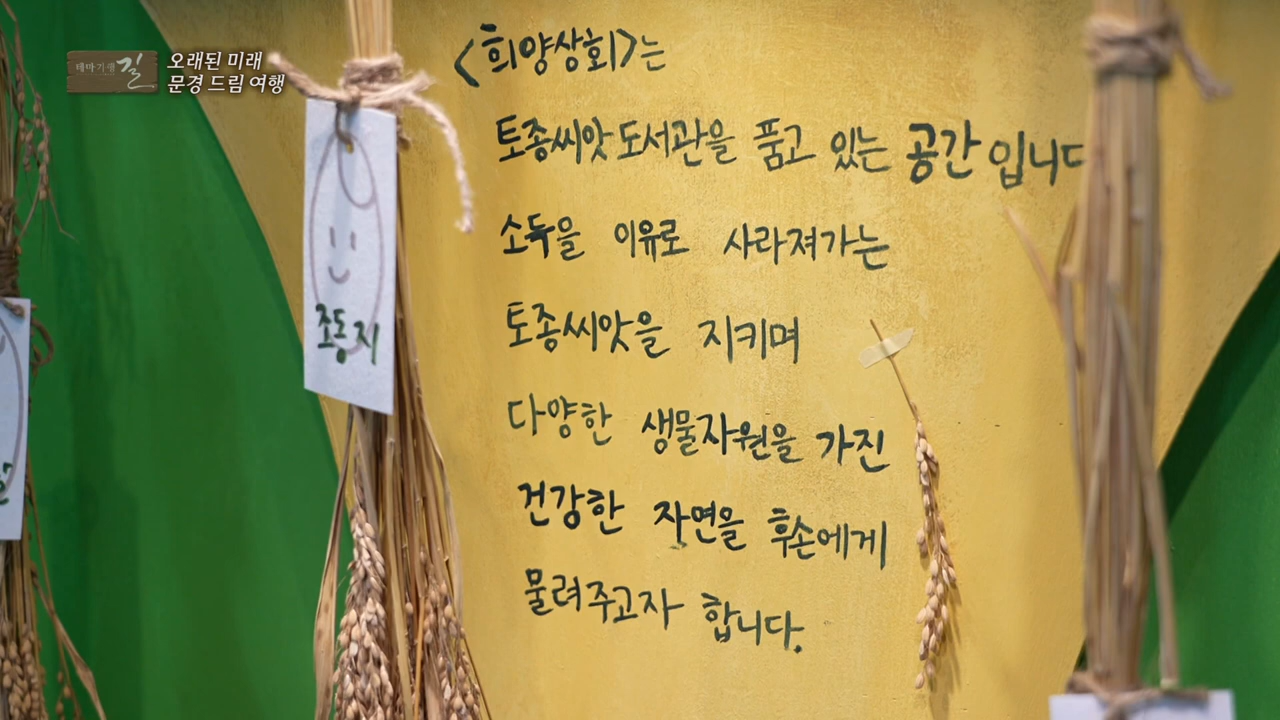 테마기행 길
오래된 미래
문경 드림 여행
<희양상회>는
토종씨앗 도서관을 품고 있는 공간입니다
소득을 이유로 사라져가는
토종씨앗을 지키며
다양한 생물자원을 가진
건강한 자연을 후손에게
물려주고자 합니다.
조동지